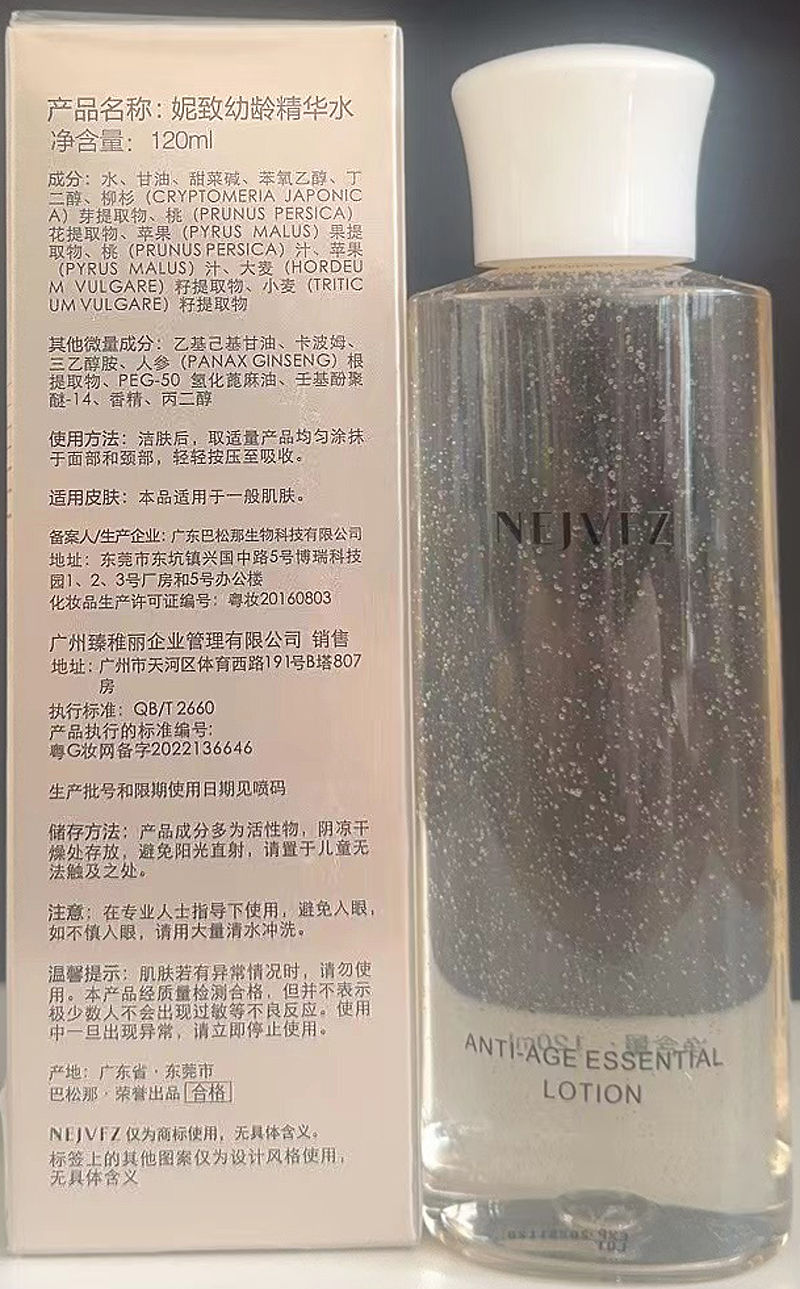 产品名称：妮致幼龄精华水
净含量：120ml
成分：水、甘油、甜菜碱、苯氧乙醇、丁
二醇、柳杉（CRYPTOMERIA JAPONIC
A）芽提取物、桃（PRUNUS PERSICA）
花提取物、苹果（PYRUS MALUS）果提
取物、桃（PRUNUS PERSICA）汁、苹果
（PYRUS MALUS）汁、大麦（HORDEU
M VULGARE）籽提取物、小麦（TRITIC
UM VULGARE）籽提取物
其他微量成分：乙基己基甘油、卡波姆、
三乙醇胺、人参（PANAX GINSENG）根
提取物、PEG-50 氢化蓖麻油、壬基酚聚
醚-14、香精、丙二醇
使用方法：洁肤后，取适量产品均匀涂抹
于面部和颈部，轻轻按压至吸收。
适用皮肤：本品适用于一般肌肤。
备案人/生产企业：广东巴松那生物科技有限公司
地址：东莞市东坑镇兴国中路5号博瑞科技
园1、2、3号厂房和5号办公楼
化妆品生产许可证编号：粤妆20160803
广州臻稚丽企业管理有限公司 销售
地址：广州市天河区体育西路191号B塔807
房
执行标准：QB/T 2660
产品执行的标准编号：
粤G妆网备字2022136646
生产批号和限期使用日期见喷码
储存方法：产品成分多为活性物，阴凉干
燥处存放，避免阳光直射，请置于儿童无
法触及之处。
注意：在专业人士指导下使用，避免入眼，
如不慎入眼，请用大量清水冲洗。
温馨提示：肌肤若有异常情况时，请勿使
用。本产品经质量检测合格，但并不表示
极少数人不会出现过敏等不良反应。使用
中一旦出现异常，请立即停止使用。
产地：广东省·东莞市
巴松那·荣誉出品 合格
NEJVFZ 仅为商标使用，无具体含义。
标签上的其他图案仅为设计风格使用，
无具体含义
NEJVFZ
净含量：120ml
ANTI-AGE ESSENTIAL
LOTION